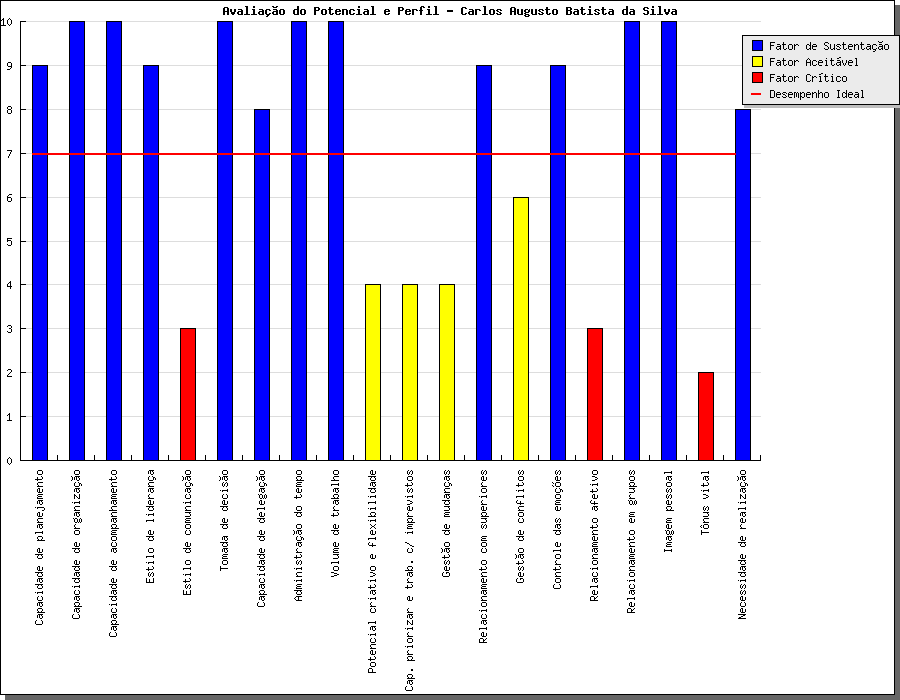 Avaliação do Potencial e Perfil - Carlos Augusto Batista da Silva
Fator de Sustentação
Fator Aceitável
Fator Crítico
Desempenho Ideal
10
9
8
7
6
5
4
3
2
1
0
Capacidade de planejamento
Capacidade de organização
Capacidade de acompanhamento
Estilo de liderança
Estilo de comunicação
Tomada de decisão
Capacidade de delegação
Administração do tempo
Volume de trabalho
Potencial criativo e flexibilidade
Cap. priorizar e trab. c/ imprevistos
Gestão de mudanças
Relacionamento com superiores
Gestão de conflitos
Controle das emoções
Relacionamento afetivo
Relacionamento em grupos
Imagem pessoal
Tônus vital
Necessidade de realização